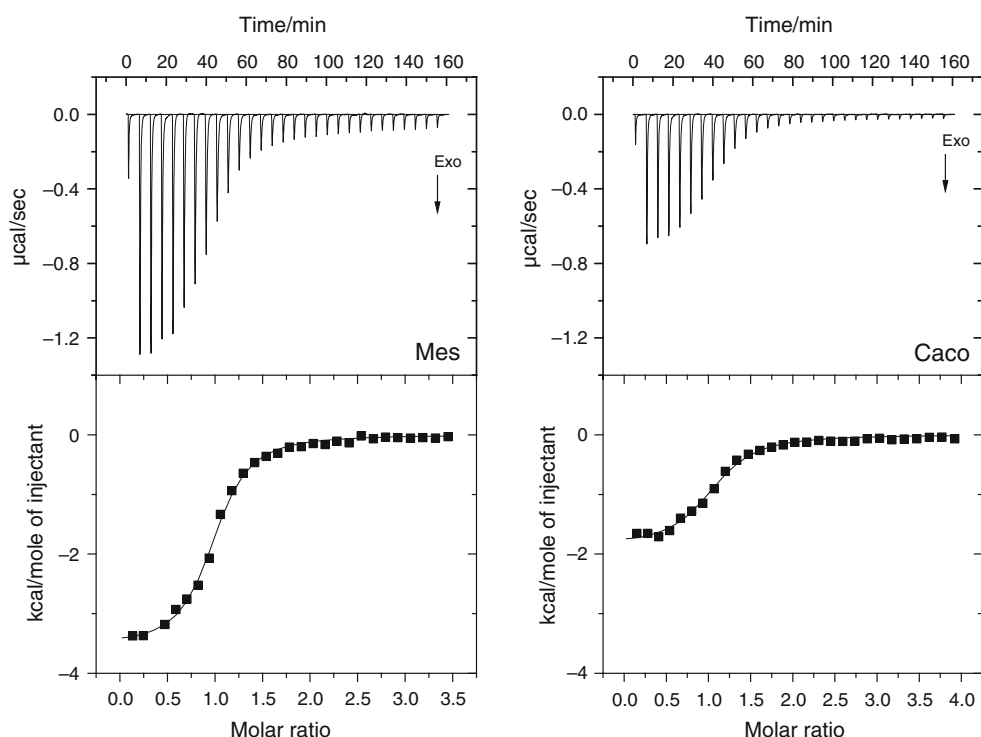 Time/min
0 20 40 60 80 100 120 140 160
0.0
−0.4
−0.8
−1.2
µcal/sec
Exo
Mes
0
−2
−4
kcal/mole of injectant
0.0 0.5 1.0 1.5 2.0 2.5 3.0 3.5
Molar ratio
Time/min
0 20 40 60 80 100 120 140 160
0.0
−0.4
−0.8
−1.2
µcal/sec
Exo
Caco
0
−2
−4
kcal/mole of injectant
0.0 0.5 1.0 1.5 2.0 2.5 3.0 3.5 4.0
Molar ratio